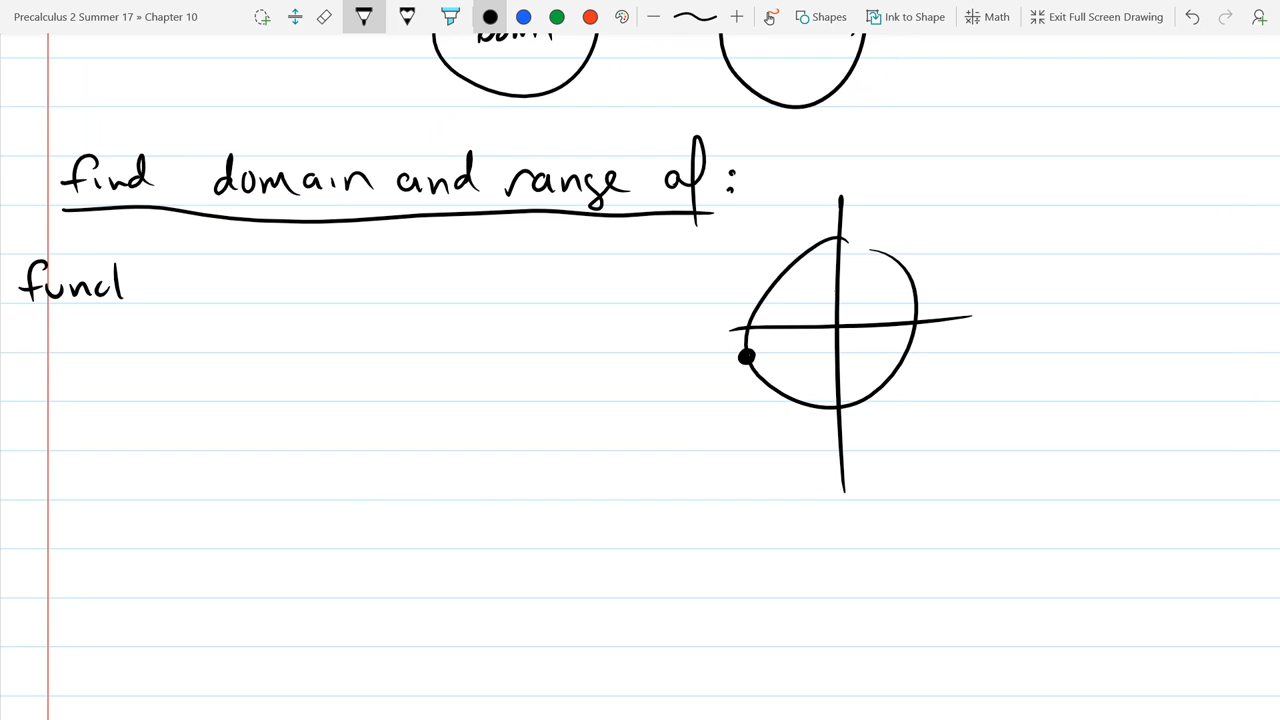 Precalculus 2 Summer 17 » Chapter 10
Shapes
Ink to Shape
Math
Exit Full Screen Drawing
find domain and range of:
funcl